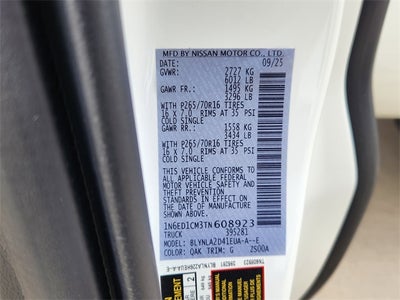 MFD BY NISSAN MOTOR CO., LTD.
DATE: 09/25
GVWR: 2727 KG
6012 LB
GAWR FR.: 1495 KG
3296 LB
WITH P265/70R16 TIRES
16 X 7.0 RIMS AT 35 PSI
COLD SINGLE
GAWR RR.: 1558 KG
3434 LB
WITH P265/70R16 TIRES
16 X 7.0 RIMS AT 35 PSI
COLD SINGLE
THIS VEHICLE CONFORMS TO
ALL APPLICABLE FEDERAL
MOTOR VEHICLE SAFETY
STANDARDS IN EFFECT ON
THE DATE OF MANUFACTURE
SHOWN ABOVE.
1N6ED1CM3TN608923
TRUCK 395281
MODEL: BLYNLA2D41EUA-A--E
COLOR: QAK TRIM: G 2S00A
TN608923 395281